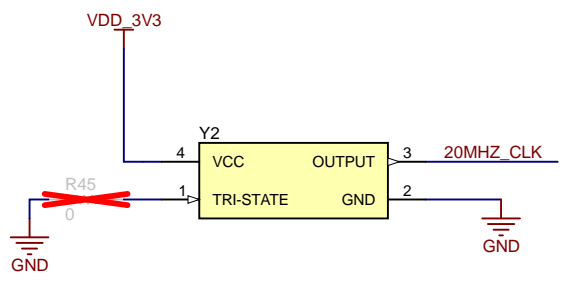 VDD_3V3
Y2
4 VCC OUTPUT 3 20MHZ_CLK
R45
1 TRI-STATE GND 2
0
GND
GND